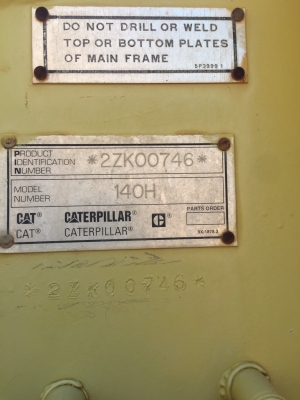 DO NOT DRILL OR WELD
TOP OR BOTTOM PLATES
OF MAIN FRAME
PRODUCT
IDENTIFICATION
NUMBER
*2ZK00746*
MODEL
NUMBER
140H
PARTS ORDER
CAT® CATERPILLAR C®
CAT® CATERPILLAR
*2ZK00746*